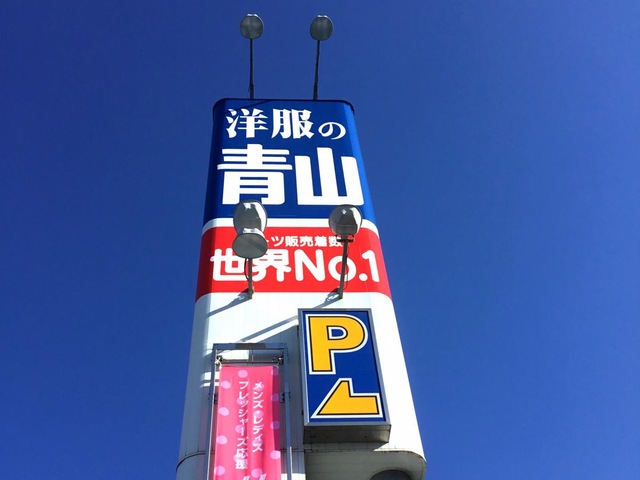 洋服の
青山
ーツ販売着数
世界No.1
P
メンズ・レディス
フレッシャーズ応援